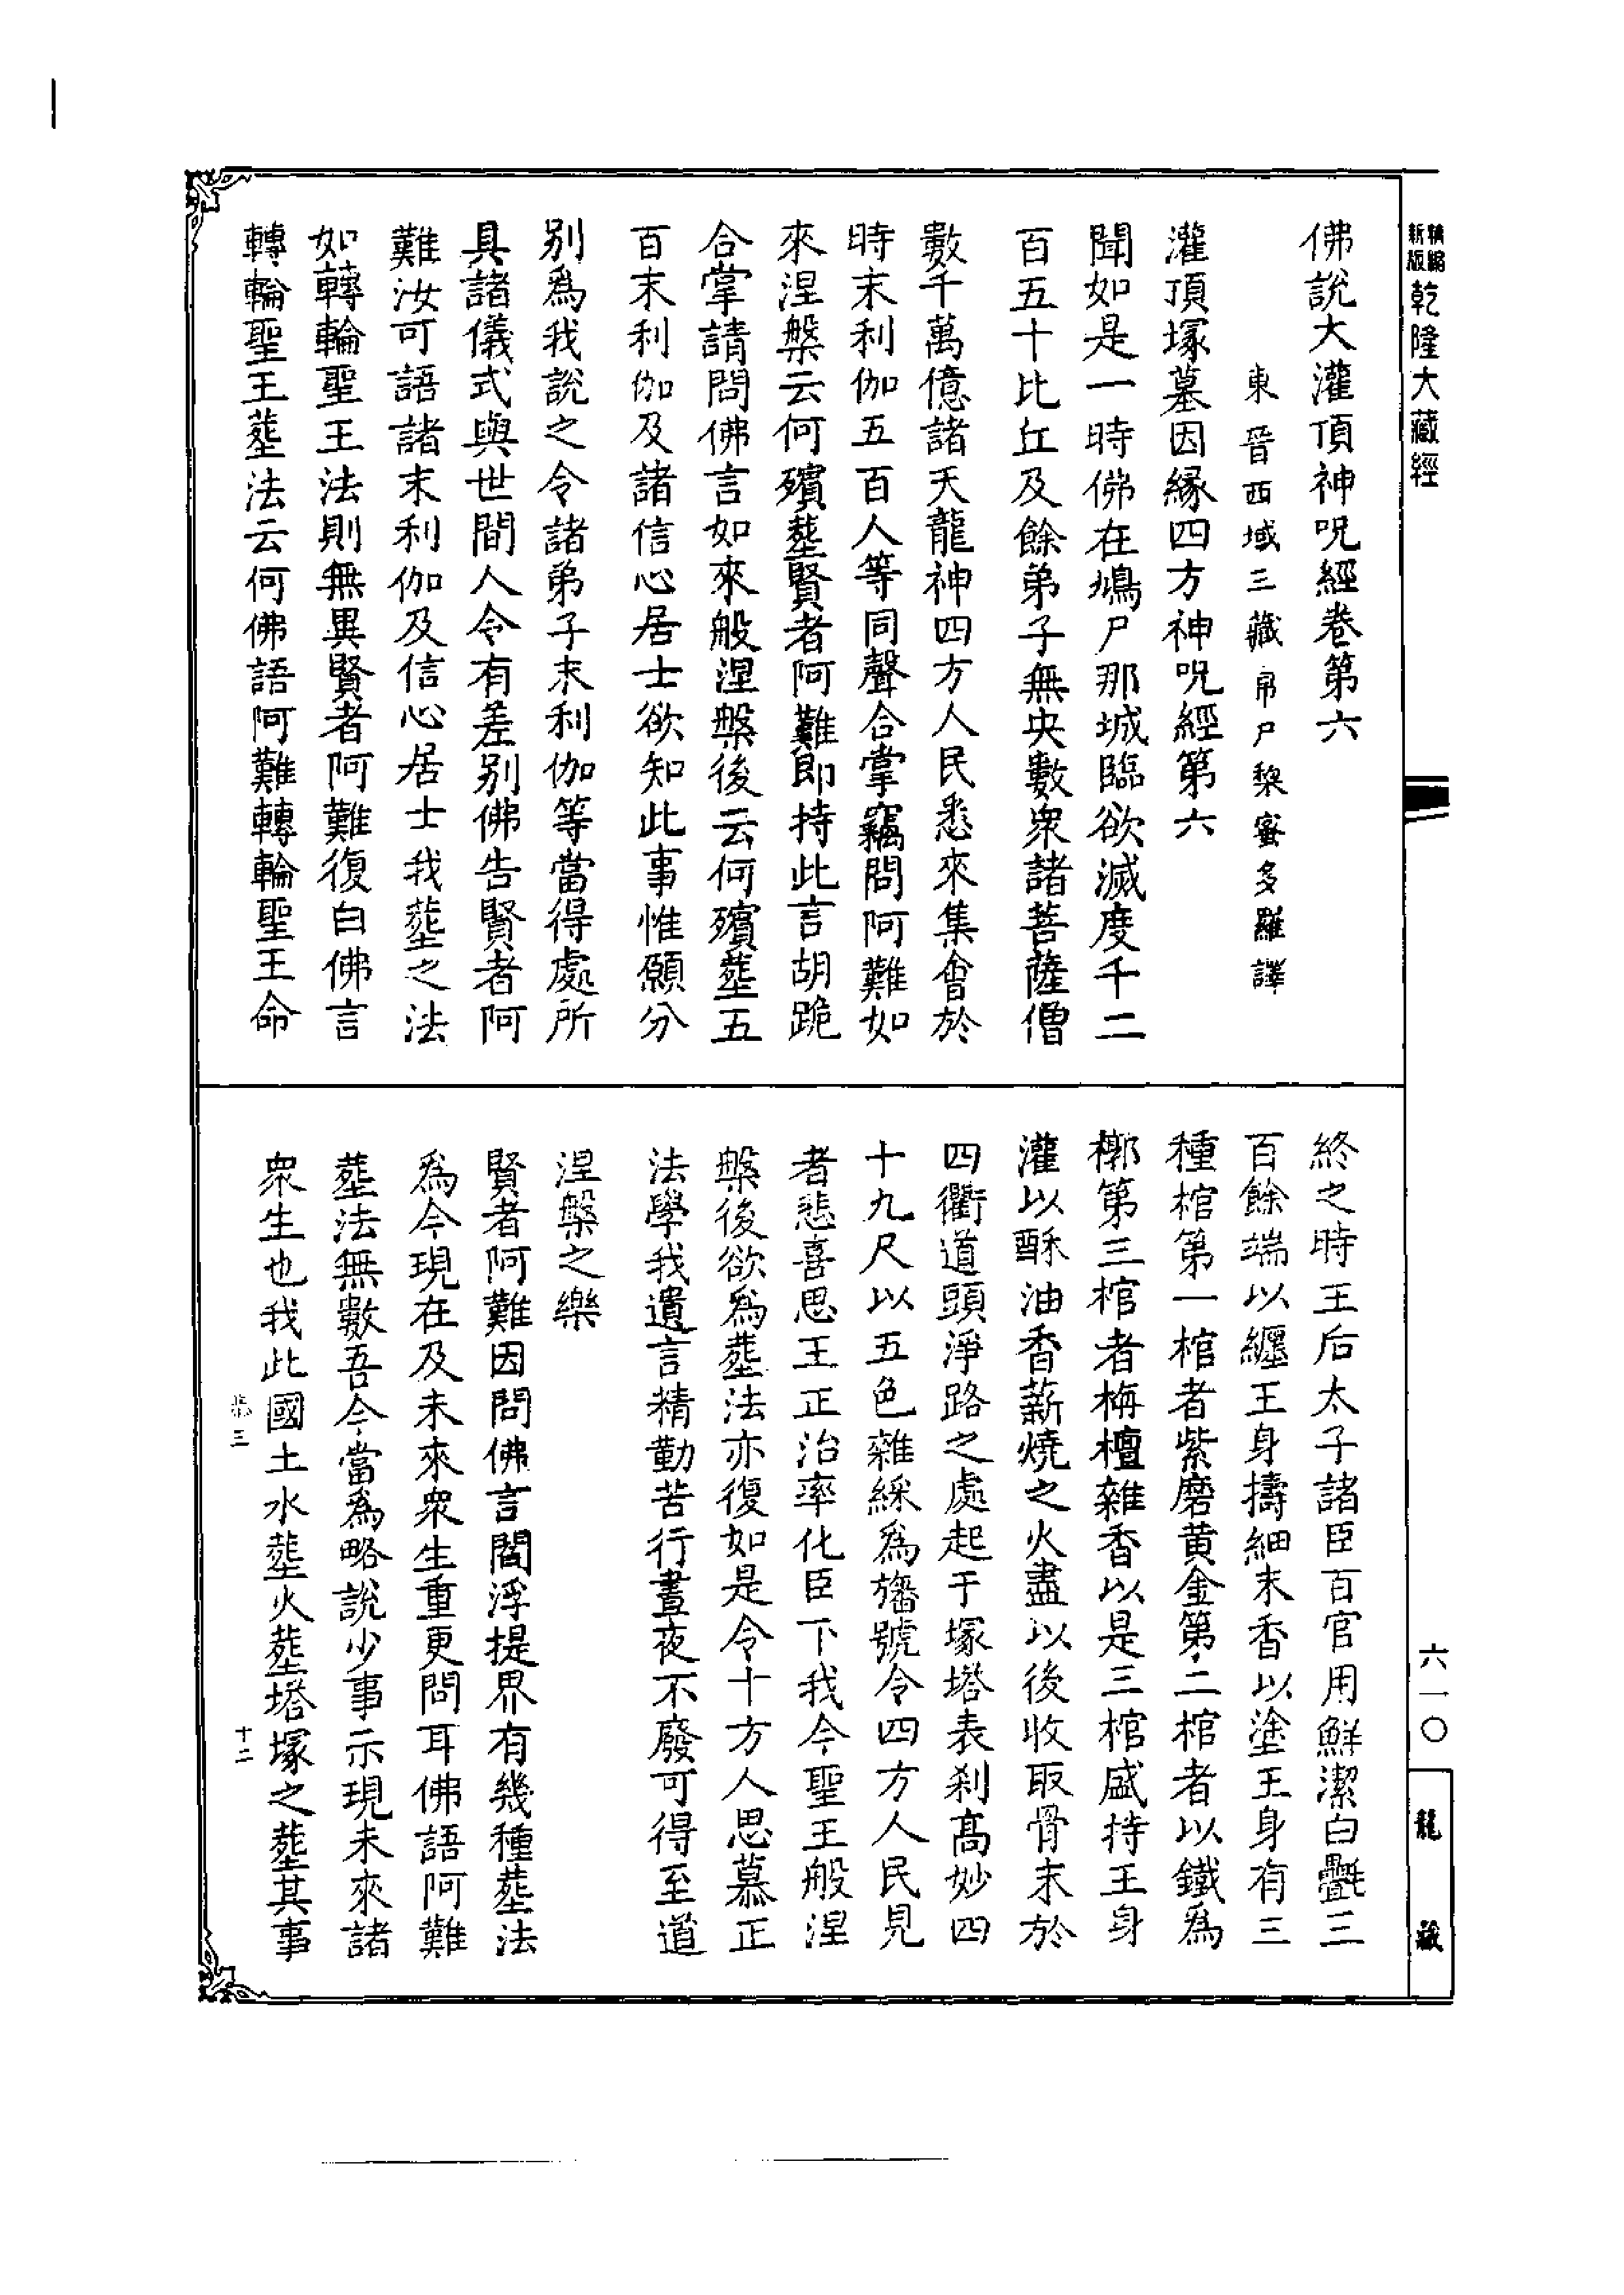 新版精縮乾隆大藏經
佛說大灌頂神呪經卷第六
東晉西域三藏帛尸黎蜜多羅譯
灌頂塚墓因緣四方神呪經第六
聞如是一時佛在鳩尸那城臨欲滅度千二
百五十比丘及餘弟子無央數衆諸菩薩僧
數千萬億諸天龍神四方人民悉來集會於
時末利伽五百人等同聲合掌竊問阿難如
來涅槃云何殯塟賢者阿難即持此言胡跪
合掌請問佛言如來般涅槃後云何殯塟五
百末利伽及諸信心居士欲知此事惟願分
別爲我說之令諸弟子末利伽等當得處所
具諸儀式與世間人令有差別佛告賢者阿
難汝可語諸末利伽及信心居士我塟之法
如轉輪聖王法則無異賢者阿難復白佛言
轉輪聖王塟法云何佛語阿難轉輪聖王命
終之時王后太子諸臣百官用鮮潔白氎三
百餘端以纒王身擣細末香以塗王身有三
種棺第一棺者紫磨黄金第二棺者以鐵爲
槨第三棺者栴檀雜香以是三棺盛持王身
灌以酥油香薪燒之火盡以後收取骨末於
四衢道頭淨路之處起于塚塔表刹高妙四
十九尺以五色雜綵爲旛號令四方人民見
者悲喜思王正治率化臣下我今聖王般涅
槃後欲爲塟法亦復如是令十方人思慕正
法學我遺言精勤苦行晝夜不廢可得至道
涅槃之樂
賢者阿難因問佛言閻浮提界有幾種塟法
爲今現在及未來衆生重更問耳佛語阿難
塟法無數吾今當爲略說少事示現未來諸
衆生也我此國土水塟火塟塔塚之塟其事
三
十二
六一〇
龍藏